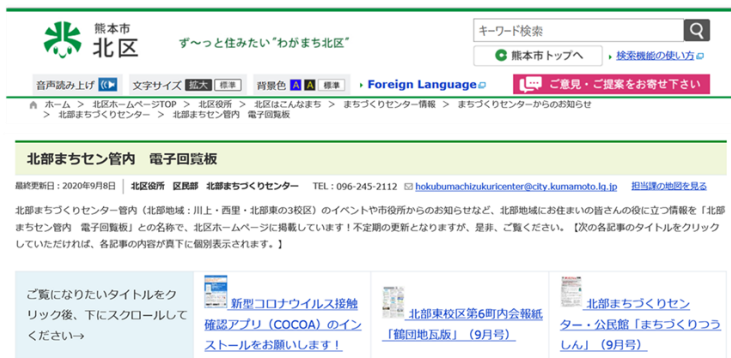 熊本市
北区
ず～っと住みたい“わがまち北区”
キーワード検索
熊本市トップへ
検索機能の使い方
音声読み上げ
文字サイズ 拡大 標準
背景色 A A 標準
Foreign Language
ご意見・ご提案をお寄せ下さい
ホーム > 北区ホームページTOP > 北区役所 > 北区はこんなまち > まちづくりセンター情報 > まちづくりセンターからのお知らせ
> 北部まちづくりセンター > 北部まちセン管内 電子回覧板
北部まちセン管内 電子回覧板
最終更新日：2020年9月8日
北区役所 区民部 北部まちづくりセンター
TEL：096-245-2112
hokubumachizukuricenter@city.kumamoto.lg.jp
担当課の地図を見る
北部まちづくりセンター管内（北部地域：川上・西里・北部東の3校区）のイベントや市役所からのお知らせなど、北部地域にお住まいの皆さんの役に立つ情報を「北部
まちセン管内 電子回覧板」との名称で、北区ホームページに掲載しています！不定期の更新となりますが、是非、ご覧ください。【次の各記事のタイトルをクリック
していただければ、各記事の内容が真下に個別表示されます。】
ご覧になりたいタイトルをク
リック後、下にスクロールして
ください→
新型コロナウイルス接触
確認アプリ（COCOA）のイン
ストールをお願いします！
北部東校区第6町内会報紙
「鶴団地瓦版」（9月号）
北部まちづくりセン
ター・公民館「まちづくりつう
しん」（9月号）